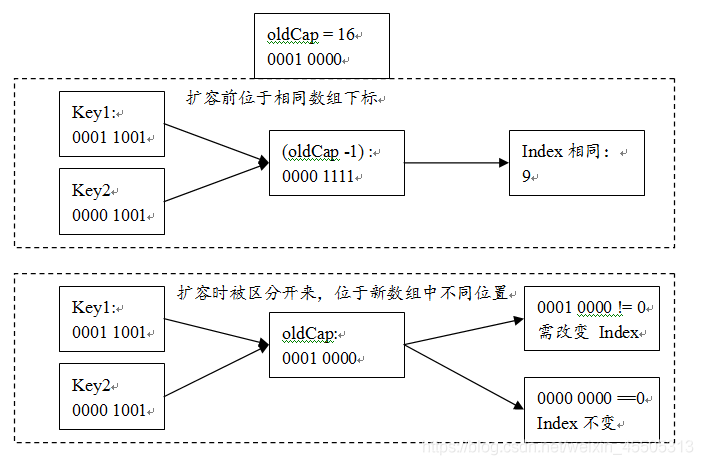 oldCap = 16
0001 0000
扩容前位于相同数组下标
Key1:
0001 1001
(oldCap -1) :
0000 1111
Index 相同：
9
Key2
0000 1001
扩容时被区分开来，位于新数组中不同位置
Key1:
0001 1001
oldCap:
0001 0000
0001 0000 != 0
需改变 Index
Key2
0000 1001
0000 0000 ==0
Index 不变
https://blog.csdn.net/weixin_45505313